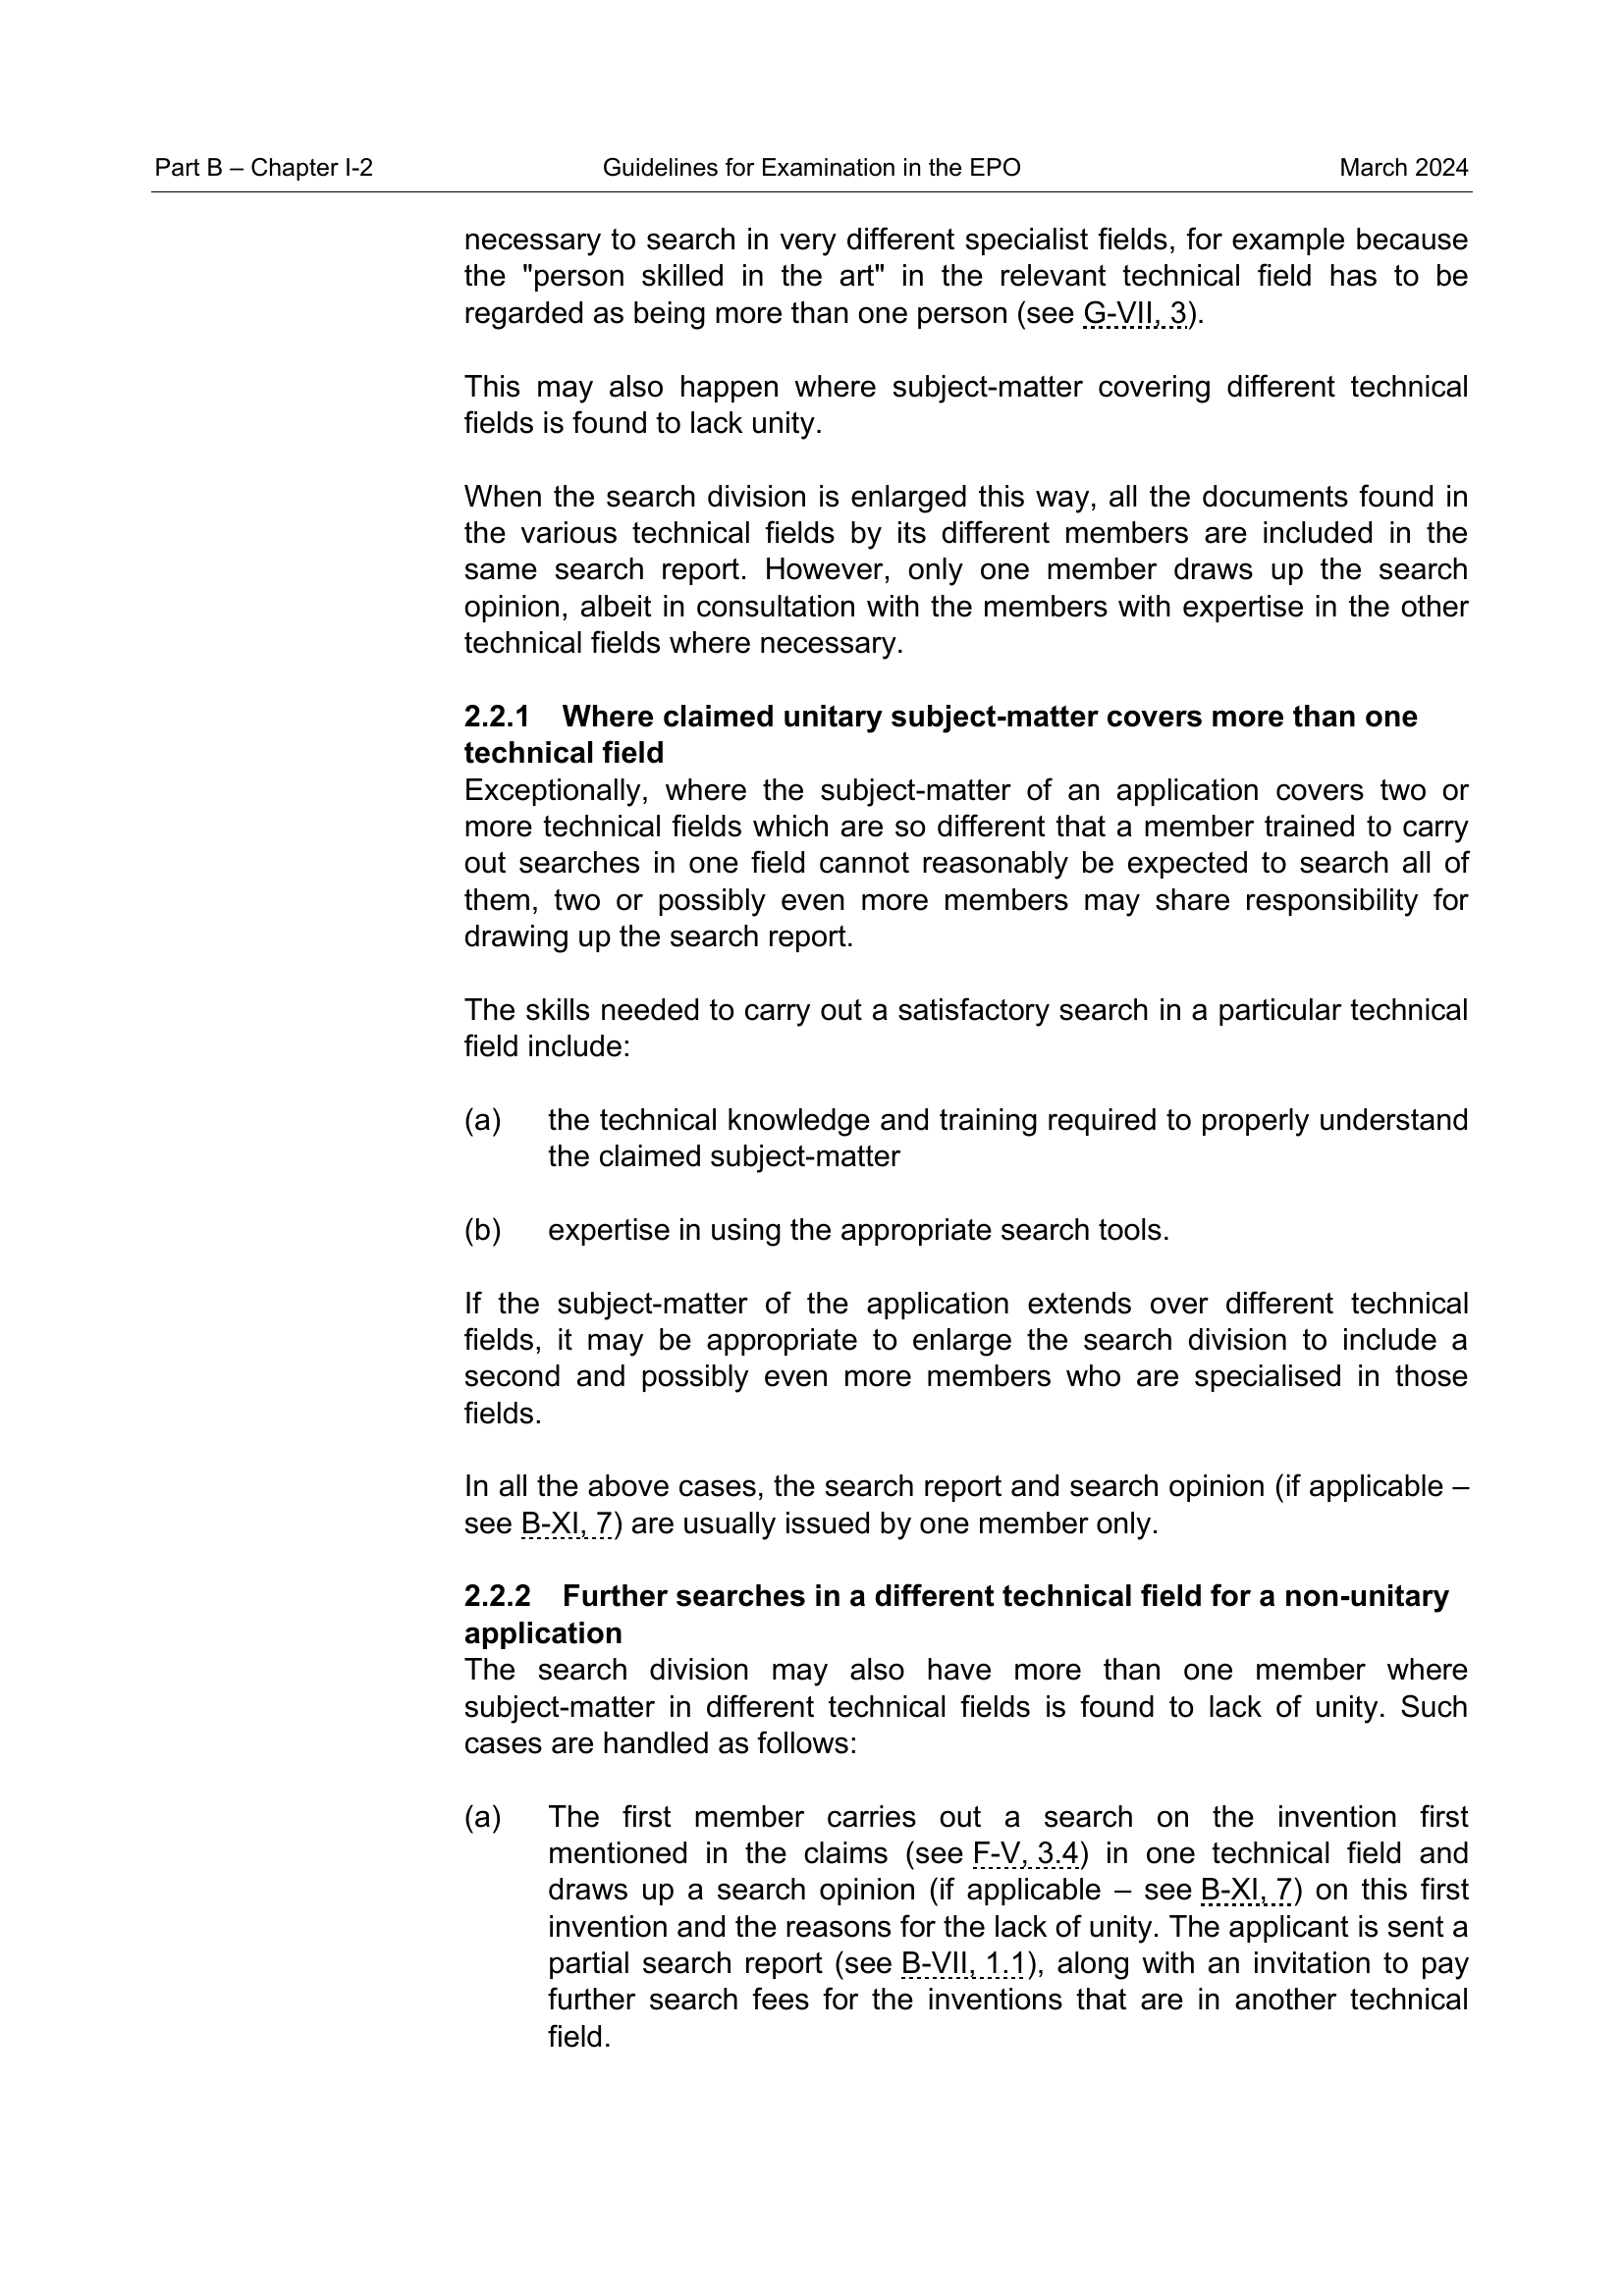 Part B – Chapter I-2 Guidelines for Examination in the EPO March 2024
necessary to search in very different specialist fields, for example because
the "person skilled in the art" in the relevant technical field has to be
regarded as being more than one person (see G-VII, 3).
This may also happen where subject-matter covering different technical
fields is found to lack unity.
When the search division is enlarged this way, all the documents found in
the various technical fields by its different members are included in the
same search report. However, only one member draws up the search
opinion, albeit in consultation with the members with expertise in the other
technical fields where necessary.
2.2.1 Where claimed unitary subject-matter covers more than one
technical field
Exceptionally, where the subject-matter of an application covers two or
more technical fields which are so different that a member trained to carry
out searches in one field cannot reasonably be expected to search all of
them, two or possibly even more members may share responsibility for
drawing up the search report.
The skills needed to carry out a satisfactory search in a particular technical
field include:
(a) the technical knowledge and training required to properly understand
the claimed subject-matter
(b) expertise in using the appropriate search tools.
If the subject-matter of the application extends over different technical
fields, it may be appropriate to enlarge the search division to include a
second and possibly even more members who are specialised in those
fields.
In all the above cases, the search report and search opinion (if applicable –
see B-XI, 7) are usually issued by one member only.
2.2.2 Further searches in a different technical field for a non-unitary
application
The search division may also have more than one member where
subject-matter in different technical fields is found to lack of unity. Such
cases are handled as follows:
(a) The first member carries out a search on the invention first
mentioned in the claims (see F-V, 3.4) in one technical field and
draws up a search opinion (if applicable – see B-XI, 7) on this first
invention and the reasons for the lack of unity. The applicant is sent a
partial search report (see B-VII, 1.1), along with an invitation to pay
further search fees for the inventions that are in another technical
field.